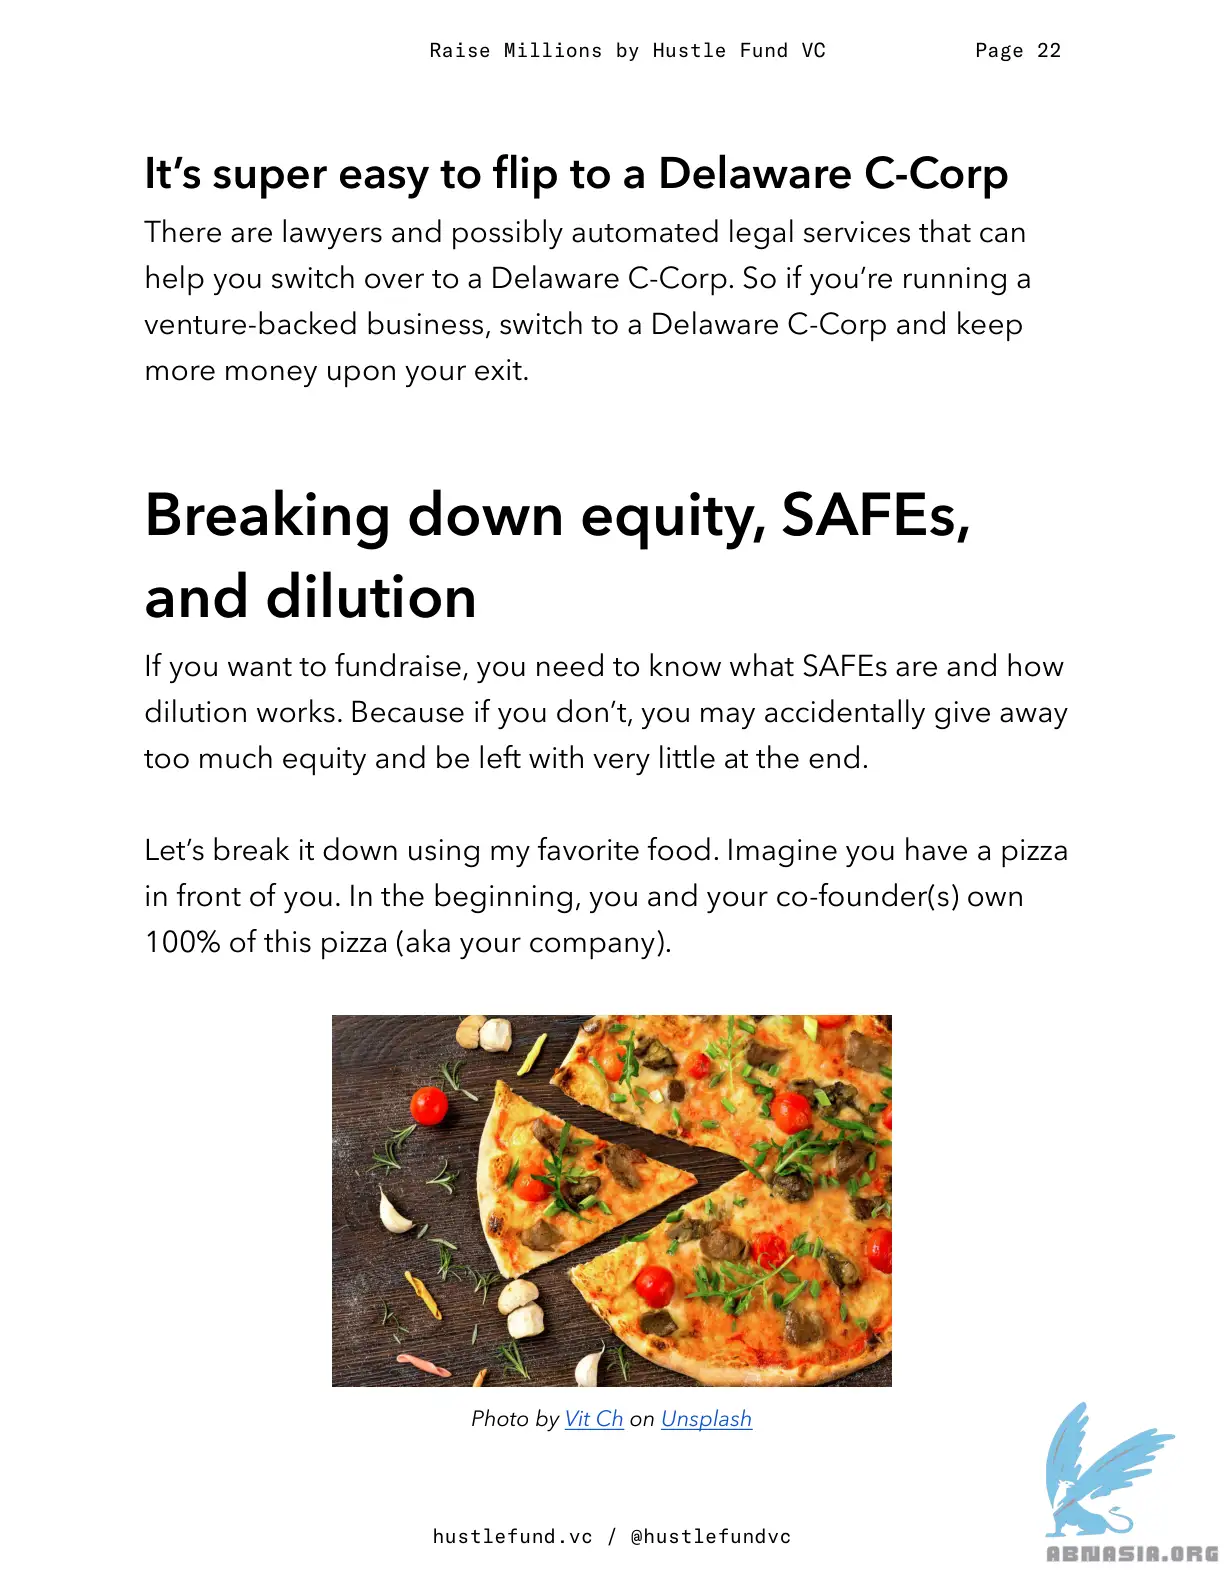 Raise Millions by Hustle Fund VC Page 22
It’s super easy to flip to a Delaware C-Corp
There are lawyers and possibly automated legal services that can
help you switch over to a Delaware C-Corp. So if you’re running a
venture-backed business, switch to a Delaware C-Corp and keep
more money upon your exit.
Breaking down equity, SAFEs,
and dilution
If you want to fundraise, you need to know what SAFEs are and how
dilution works. Because if you don’t, you may accidentally give away
too much equity and be left with very little at the end.
Let’s break it down using my favorite food. Imagine you have a pizza
in front of you. In the beginning, you and your co-founder(s) own
100% of this pizza (aka your company).
Photo by Vit Ch on Unsplash
hustlefund.vc / @hustlefundvc
ABNASIA.ORG